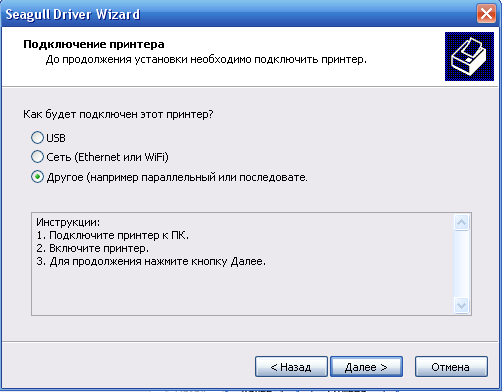 Seagull Driver Wizard
Подключение принтера
До продолжения установки необходимо подключить принтер.
Как будет подключен этот принтер?
USB
Сеть (Ethernet или WiFi)
Другое (например параллельный или последовате.
Инструкции:
1. Подключите принтер к ПК.
2. Включите принтер.
3. Для продолжения нажмите кнопку Далее.
< Назад
Далее >
Отмена